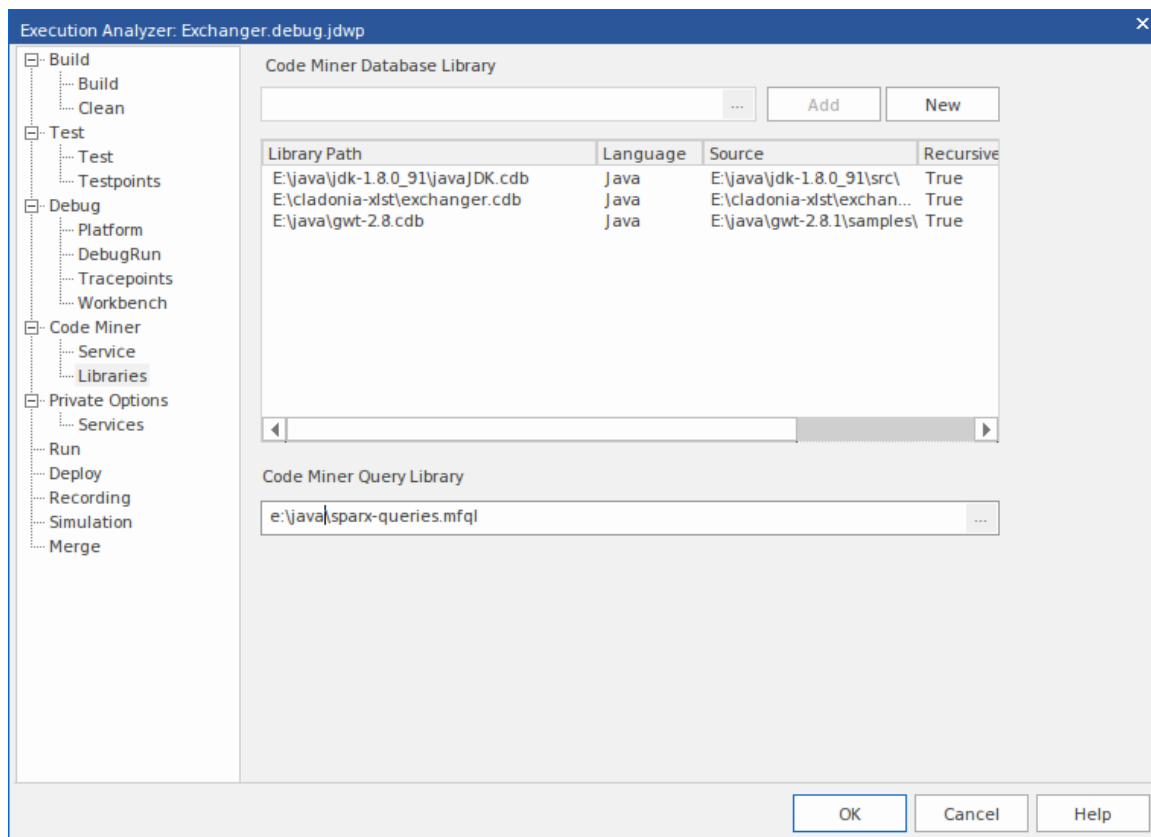 Execution Analyzer: Exchanger.debug.jdwp
Build
Build
Clean
Test
Test
Testpoints
Debug
Platform
DebugRun
Tracepoints
Workbench
Code Miner
Service
Libraries
Private Options
Services
Run
Deploy
Recording
Simulation
Merge
Code Miner Database Library
... Add New
Library Path Language Source Recursive
E:\java\jdk-1.8.0_91\javaJDK.cdb Java E:\java\jdk-1.8.0_91\src\ True
E:\cladonia-xlst\exchanger.cdb Java E:\cladonia-xlst\exchan... True
E:\java\gwt-2.8.cdb Java E:\java\gwt-2.8.1\samples\ True
Code Miner Query Library
e:\java\sparx-queries.mfql ...
OK Cancel Help